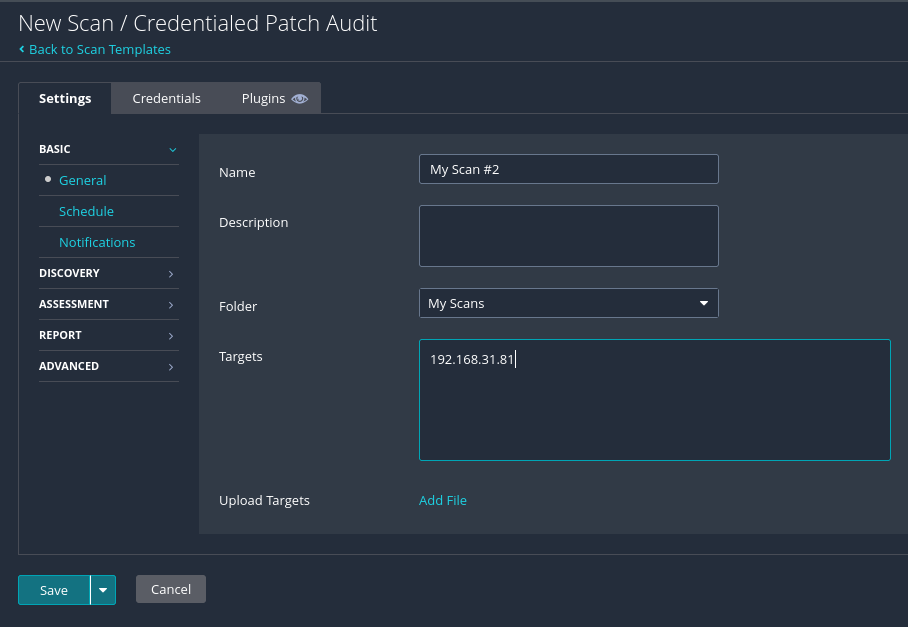 New Scan / Credentialed Patch Audit
Back to Scan Templates
Settings Credentials Plugins
BASIC
General
Schedule
Notifications
DISCOVERY
ASSESSMENT
REPORT
ADVANCED
Name My Scan #2
Description
Folder My Scans
Targets 192.168.31.81
Upload Targets Add File
Save Cancel